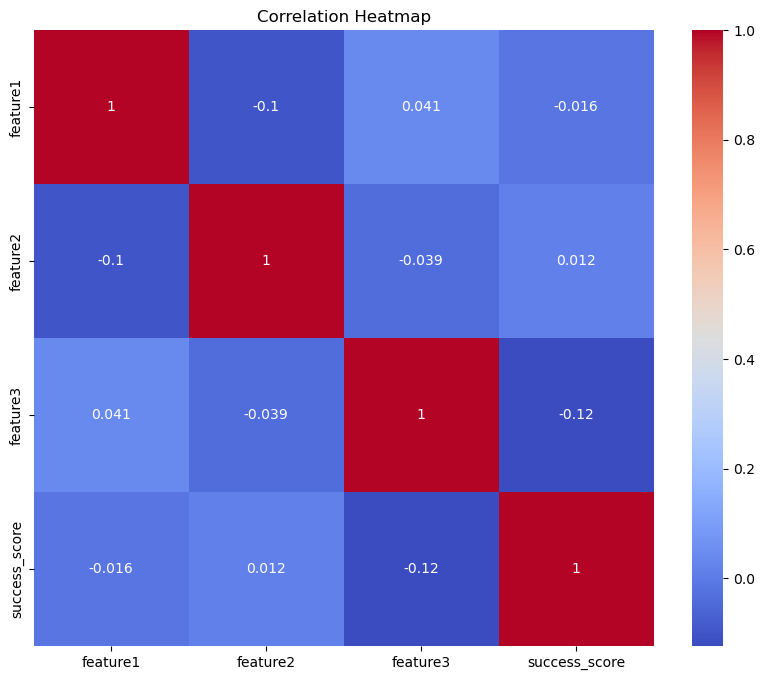 Correlation Heatmap
feature1
1
-0.1
0.041
-0.016
feature2
-0.1
1
-0.039
0.012
feature3
0.041
-0.039
1
-0.12
success_score
-0.016
0.012
-0.12
1
feature1
feature2
feature3
success_score
1.0
0.8
0.6
0.4
0.2
0.0